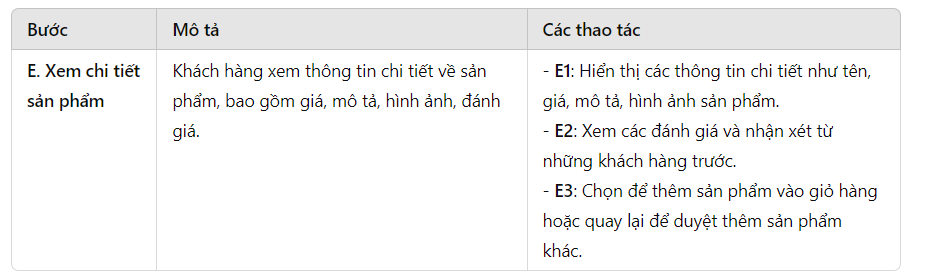 Bước
Mô tả
Các thao tác
E. Xem chi tiết
sản phẩm
Khách hàng xem thông tin chi tiết về sản
phẩm, bao gồm giá, mô tả, hình ảnh, đánh
giá.
- E1: Hiển thị các thông tin chi tiết như tên,
giá, mô tả, hình ảnh sản phẩm.
- E2: Xem các đánh giá và nhận xét từ
những khách hàng trước.
- E3: Chọn để thêm sản phẩm vào giỏ hàng
hoặc quay lại để duyệt thêm sản phẩm
khác.